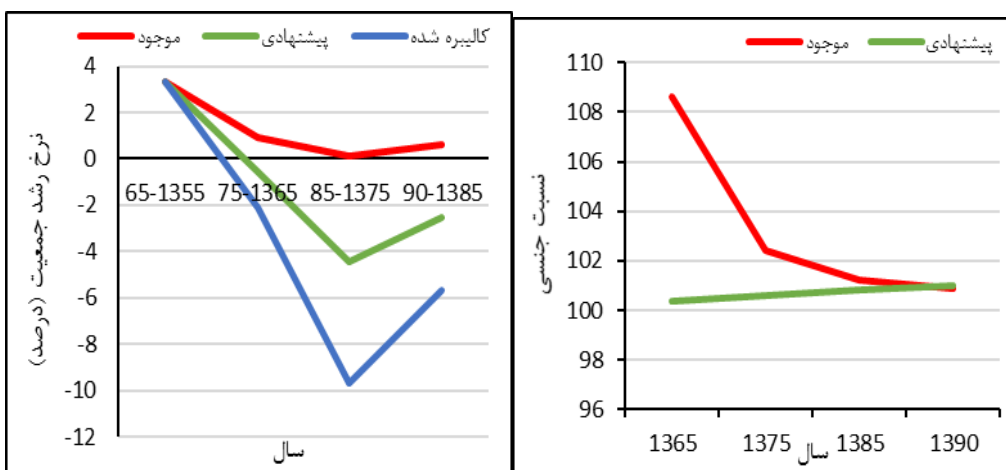 موجود پیشنهادی کالیبره شده
نرخ رشد جمعیت (درصد)
4
2
0
-2
-4
-6
-8
-10
-12
65-1355 75-1365 85-1375 90-1385
سال
موجود پیشنهادی
نسبت جنسی
110
108
106
104
102
100
98
96
1365 1375 1385 1390
سال